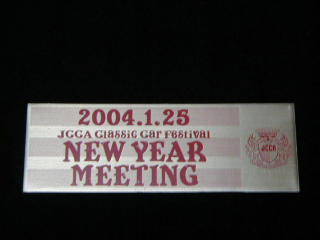 2004.1.25
JCCA Classic Car Festival
NEW YEAR
MEETING
JCCA